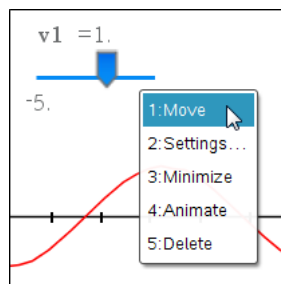 v1 =1.
-5.
1:Move
2:Settings...
3:Minimize
4:Animate
5:Delete